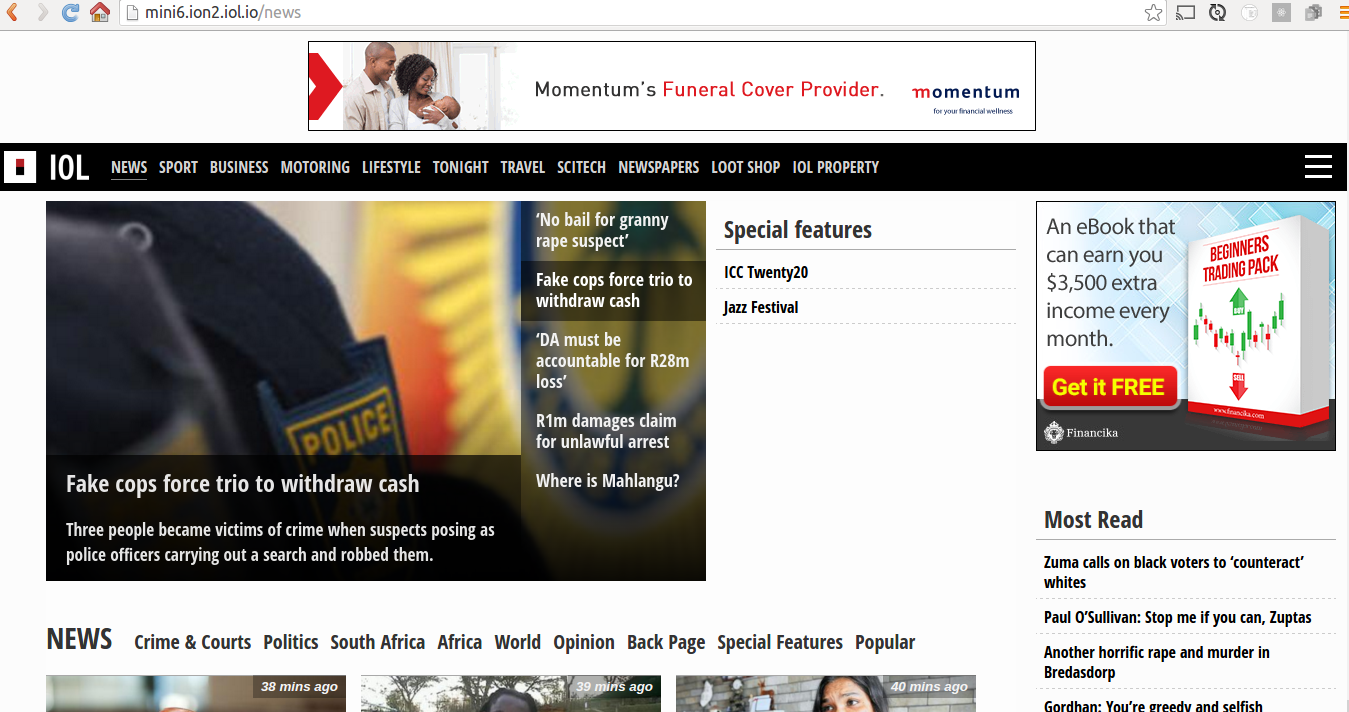 mini6.ion2.iol.io/news
Momentum's Funeral Cover Provider.
momentum
for your financial wellness
IOL
NEWS SPORT BUSINESS MOTORING LIFESTYLE TONIGHT TRAVEL SCITECH NEWSPAPERS LOOT SHOP IOL PROPERTY
POLICE
Fake cops force trio to withdraw cash
Three people became victims of crime when suspects posing as
police officers carrying out a search and robbed them.
‘No bail for granny
rape suspect’
Fake cops force trio to
withdraw cash
‘DA must be
accountable for R28m
loss’
R1m damages claim
for unlawful arrest
Where is Mahlangu?
Special features
ICC Twenty20
Jazz Festival
An eBook that
can earn you
$3,500 extra
income every
month.
Get it FREE
Financika
BEGINNERS
TRADING PACK
BUY
SELL
www.financika.com
Most Read
Zuma calls on black voters to ‘counteract’
whites
Paul O’Sullivan: Stop me if you can, Zuptas
Another horrific rape and murder in
Bredasdorp
Gordhan: You’re greedy and selfish
NEWS Crime & Courts Politics South Africa Africa World Opinion Back Page Special Features Popular
38 mins ago
39 mins ago
40 mins ago